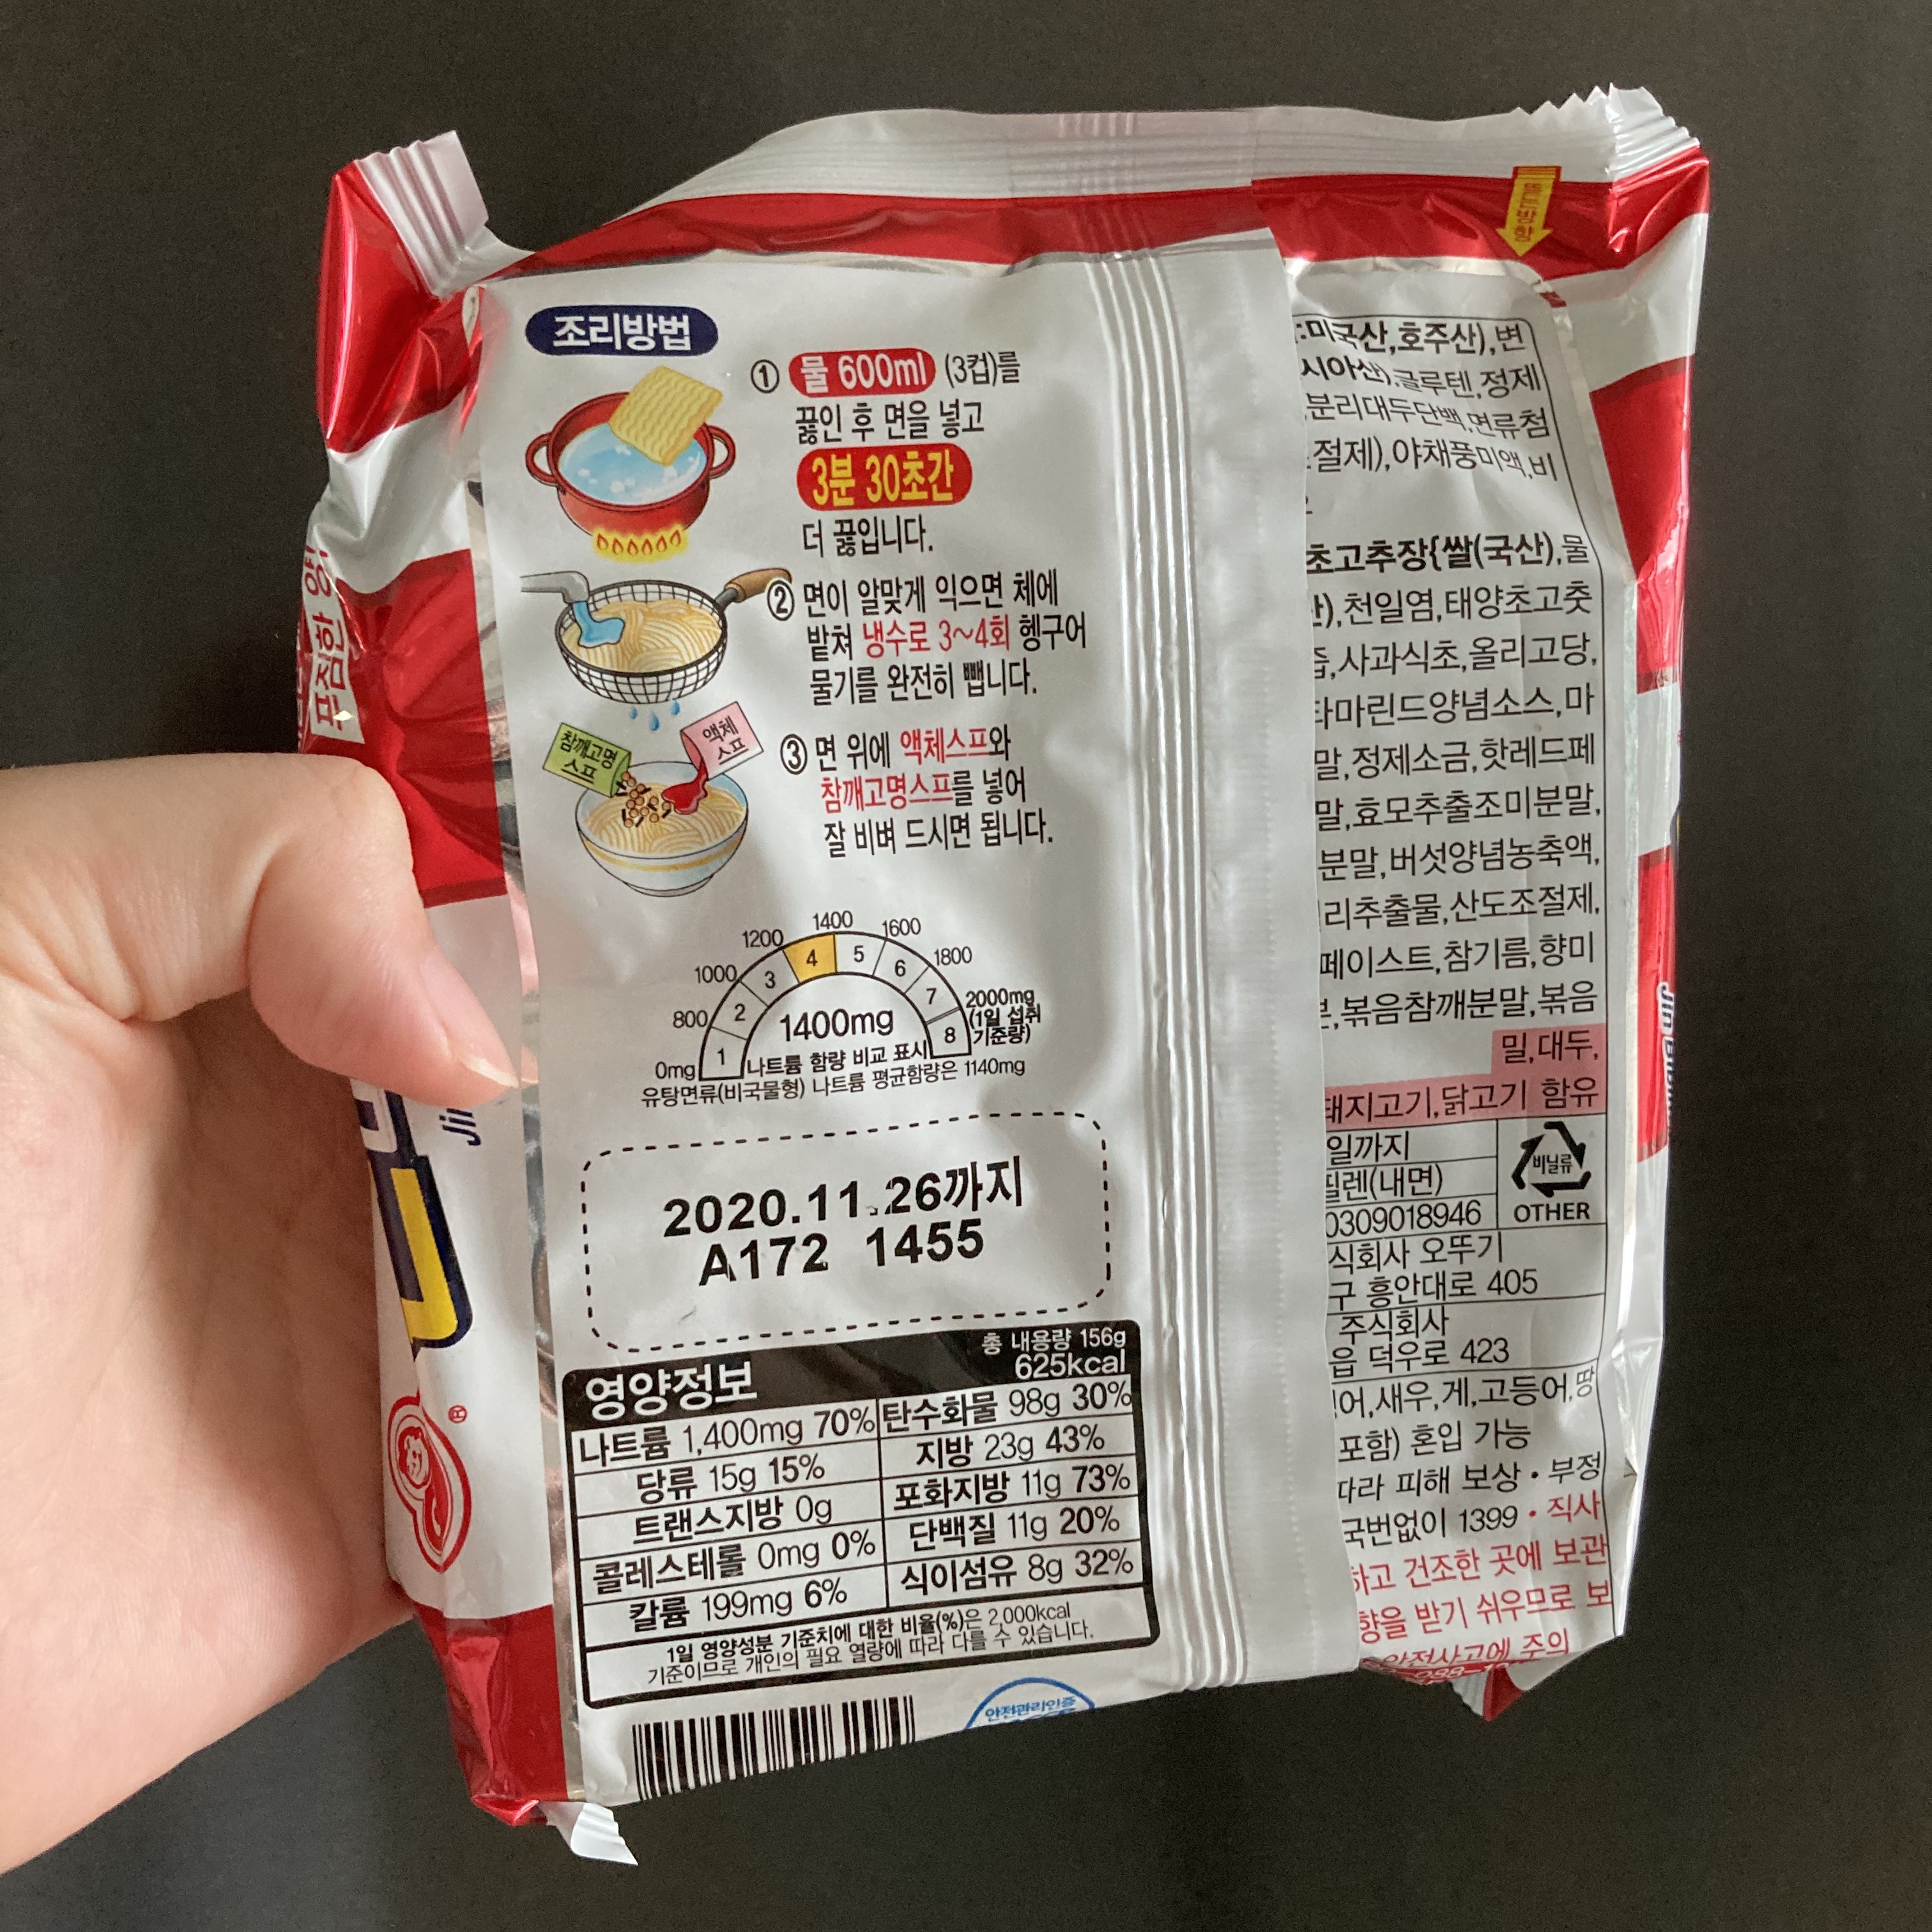 뜯는방향
조리방법
① 물 600ml (3컵)를
끓인 후 면을 넣고
3분 30초간
더 끓입니다.
② 면이 알맞게 익으면 체에
받쳐 냉수로 3~4회 헹구어
물기를 완전히 뺍니다.
참깨고명
스프
액체
스프
③ 면 위에 액체스프와
참깨고명스프를 넣어
잘 비벼 드시면 됩니다.
0mg 800 1000 1200 1400 1600 1800 2000mg
(1일 섭취
기준량)
1 2 3 4 5 6 7 8
1400mg
나트륨 함량 비교 표시
유탕면류(비국물형) 나트륨 평균함량은 1140mg
2020.11.26까지
A172 1455
영양정보
총 내용량 156g
625kcal
나트륨 1,400mg 70% 탄수화물 98g 30%
당류 15g 15% 지방 23g 43%
트랜스지방 0g 포화지방 11g 73%
콜레스테롤 0mg 0% 단백질 11g 20%
칼륨 199mg 6% 식이섬유 8g 32%
1일 영양성분 기준치에 대한 비율(%)은 2,000kcal
기준이므로 개인의 필요 열량에 따라 다를 수 있습니다.
안전관리인증
미국산,호주산),변
시아산),글루텐,정제
분리대두단백,면류첨
절제),야채풍미액,비
초고추장{쌀(국산),물
,천일염,태양초고춧
,사과식초,올리고당,
타마린드양념소스,마
말,정제소금,핫레드페
말,효모추출조미분말,
분말,버섯양념농축액,
리추출물,산도조절제,
페이스트,참기름,향미
,볶음참깨분말,볶음
밀,대두,
돼지고기,닭고기 함유
일까지
필렌(내면)
0309018946
비닐류
OTHER
식회사 오뚜기
구 흥안대로 405
주식회사
읍 덕우로 423
어,새우,게,고등어,땅
포함) 혼입 가능
따라 피해 보상 • 부정
국번없이 1399 • 직사
하고 건조한 곳에 보관
향을 받기 쉬우므로 보
안전사고에 주의